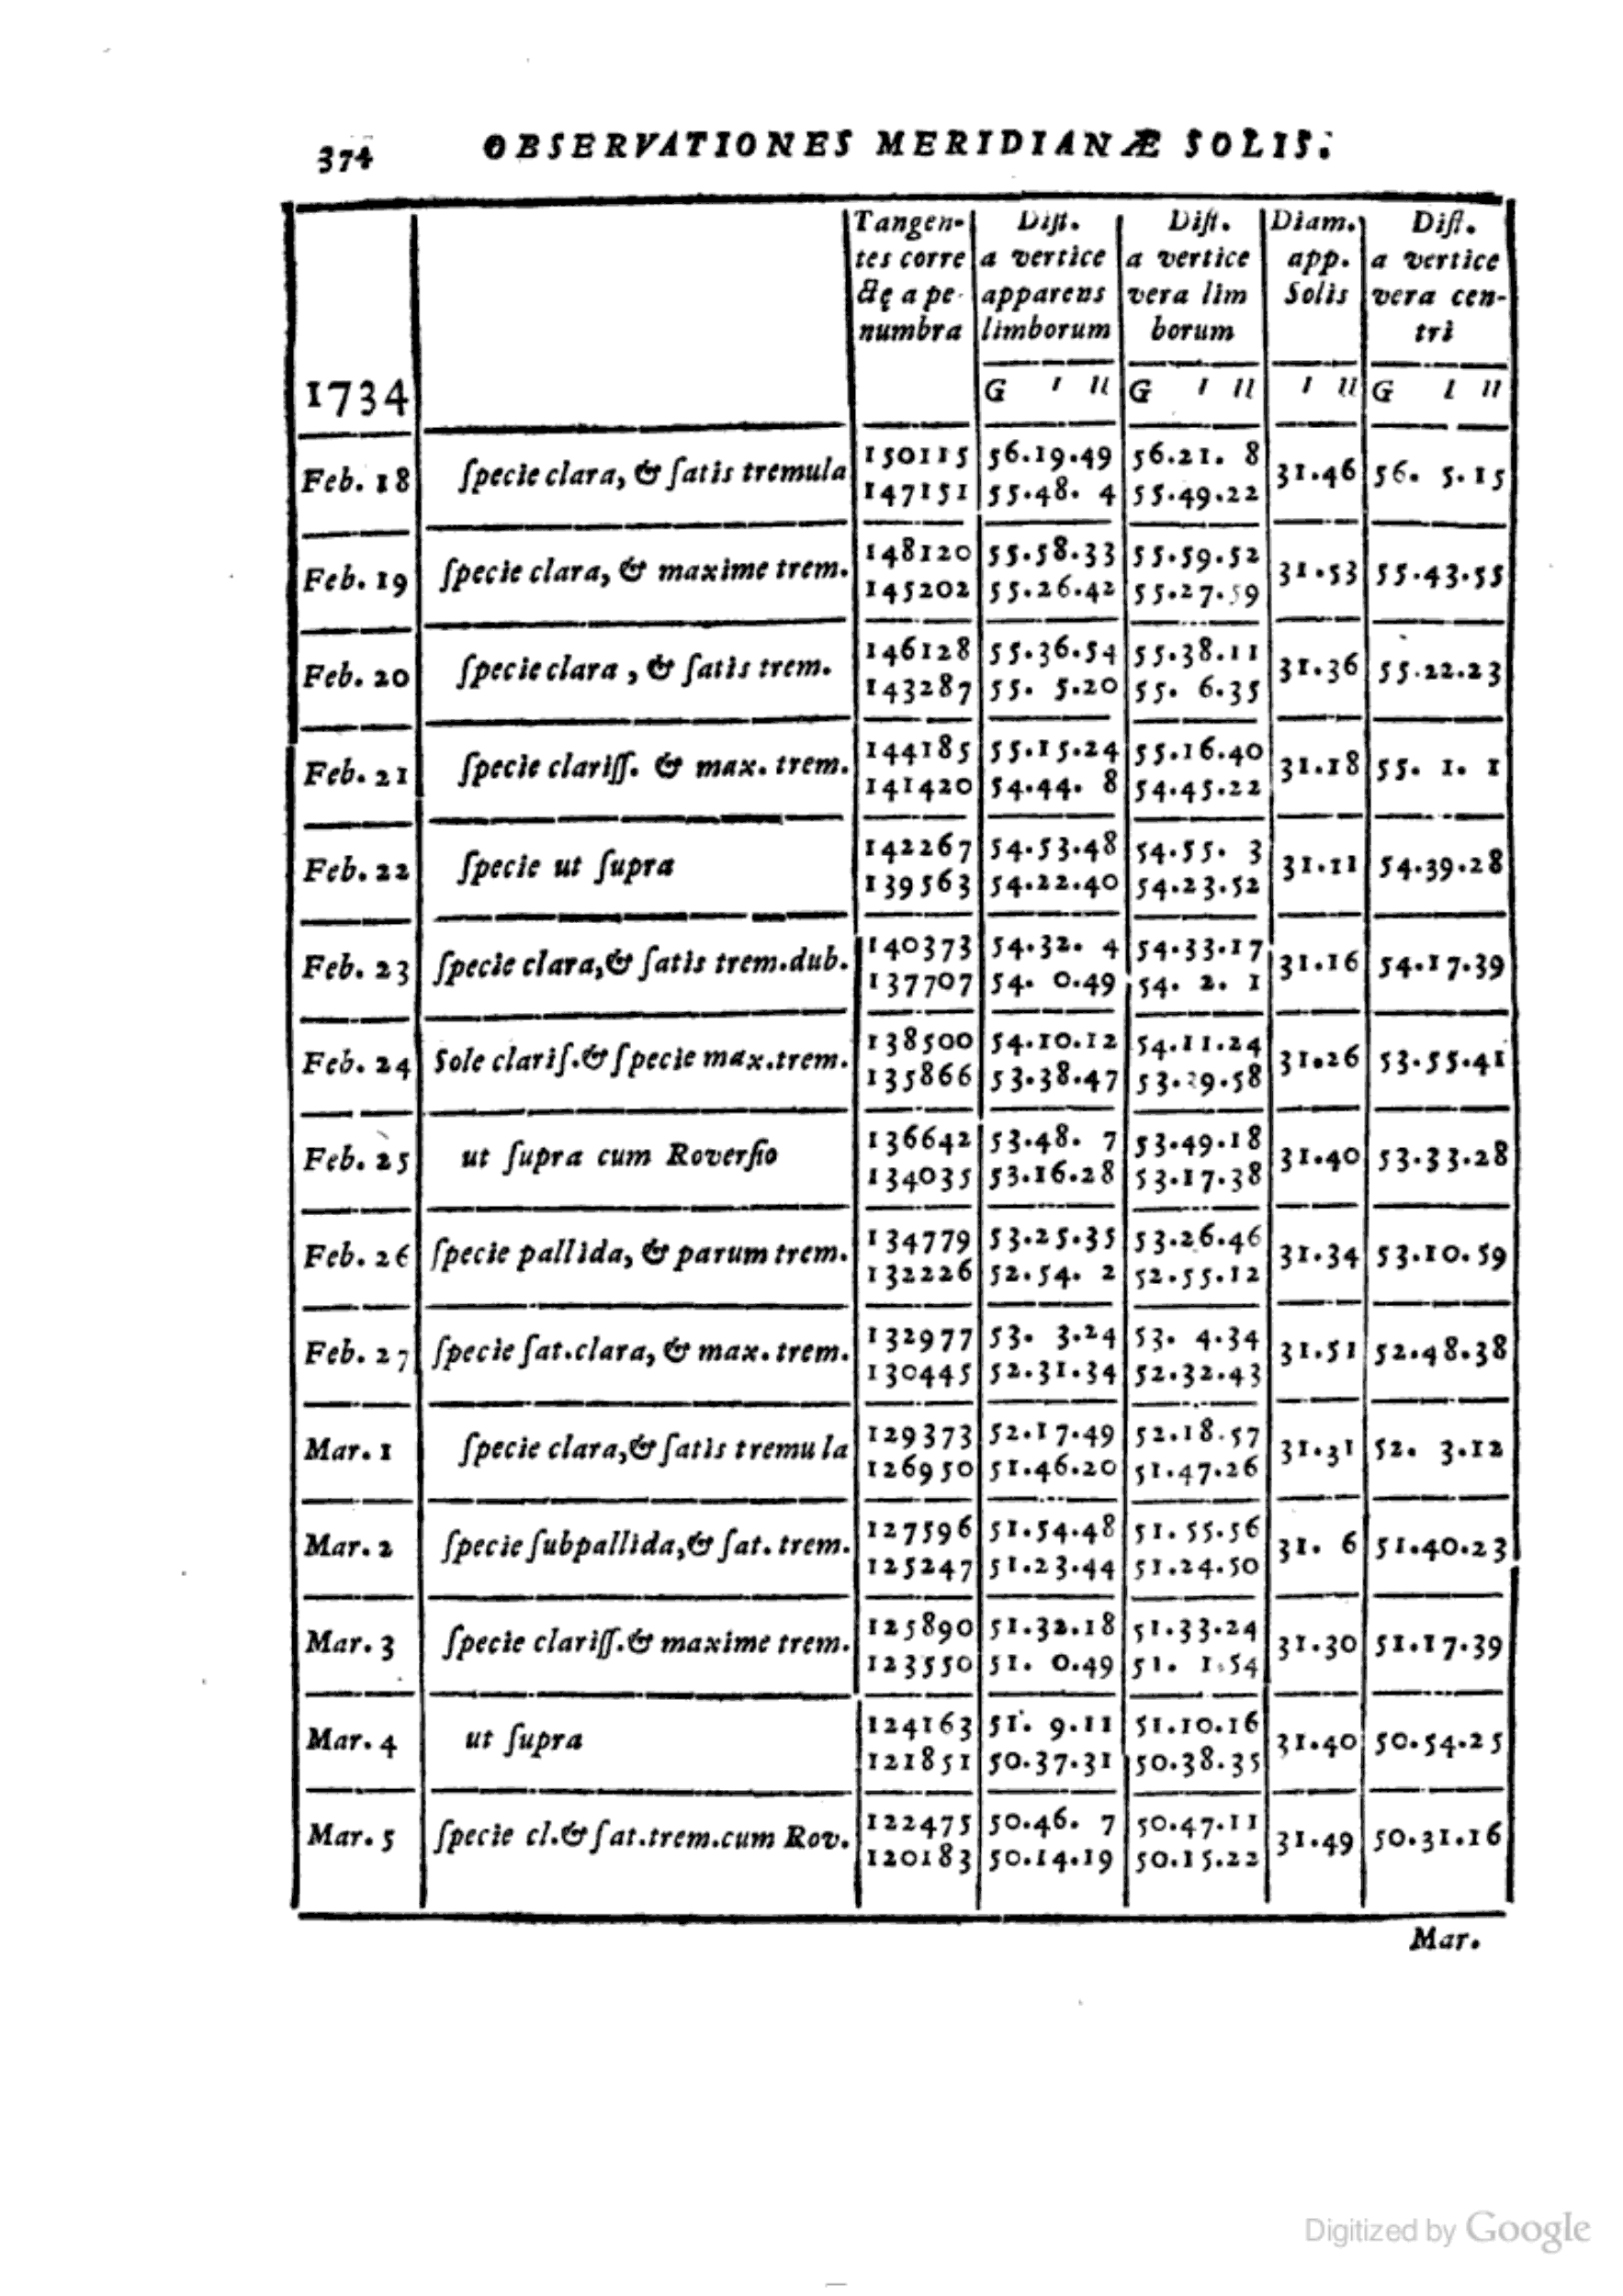 374 OBSERVATIONES MERIDIANÆ SOLIS.
Tangen- Dist. Dist. Diam. Dist.
tes corre a vertice a vertice app. a vertice
ctę a pe- apparens vera lim Solis vera cen-
numbra limborum borum tri
1734 G ı ıı G ı ıı ı ıı G ı ıı
150115 56.19.49 56.21. 8
Feb. 18 ſpecie clara, & ſatis tremula 31.46 56. 5.15
147151 55.48. 4 55.49.22
148120 55.58.33 55.59.52
Feb. 19 ſpecie clara, & maxime trem. 31.53 55.43.55
145202 55.26.42 55.27.59
146128 55.36.54 55.38.11
Feb. 20 ſpecie clara , & ſatis trem. 31.36 55.22.23
143287 55. 5.20 55. 6.35
144185 55.15.24 55.16.40
Feb. 21 ſpecie clariſſ. & max. trem. 31.18 55. 1. 1
141420 54.44. 8 54.45.22
142267 54.53.48 54.55. 3
Feb. 22 ſpecie ut ſupra 31.11 54.39.28
139563 54.22.40 54.23.52
140373 54.32. 4 54.33.17
Feb. 23 ſpecie clara,& ſatis trem.dub. 31.16 54.17.39
137707 54. 0.49 54. 2. 1
138500 54.10.12 54.11.24
Feb. 24 Sole clariſ.& ſpecie max.trem. 31.26 53.55.41
135866 53.38.47 53.39.58
136642 53.48. 7 53.49.18
Feb. 25 ut ſupra cum Roverſio 31.40 53.33.28
134035 53.16.28 53.17.38
134779 53.25.35 53.26.46
Feb. 26 ſpecie pallida, & parum trem. 31.34 53.10.59
132226 52.54. 2 52.55.12
132977 53. 3.24 53. 4.34
Feb. 27 ſpecie ſat.clara, & max. trem. 31.51 52.48.38
130445 52.31.34 52.32.43
129373 52.17.49 52.18.57
Mar. 1 ſpecie clara,& ſatis tremula 31.31 52. 3.12
126950 51.46.20 51.47.26
127596 51.54.48 51.55.56
Mar. 2 ſpecie ſubpallida,& ſat. trem. 31. 6 51.40.23
125247 51.23.44 51.24.50
125890 51.32.18 51.33.24
Mar. 3 ſpecie clariſſ.& maxime trem. 31.30 51.17.39
123550 51. 0.49 51. 1.54
124163 51. 9.11 51.10.16
Mar. 4 ut ſupra 31.40 50.54.25
121851 50.37.31 50.38.35
122475 50.46. 7 50.47.11
Mar. 5 ſpecie cl.& ſat.trem.cum Rov. 31.49 50.31.16
120183 50.14.19 50.15.22
Mar.
Digitized by Google